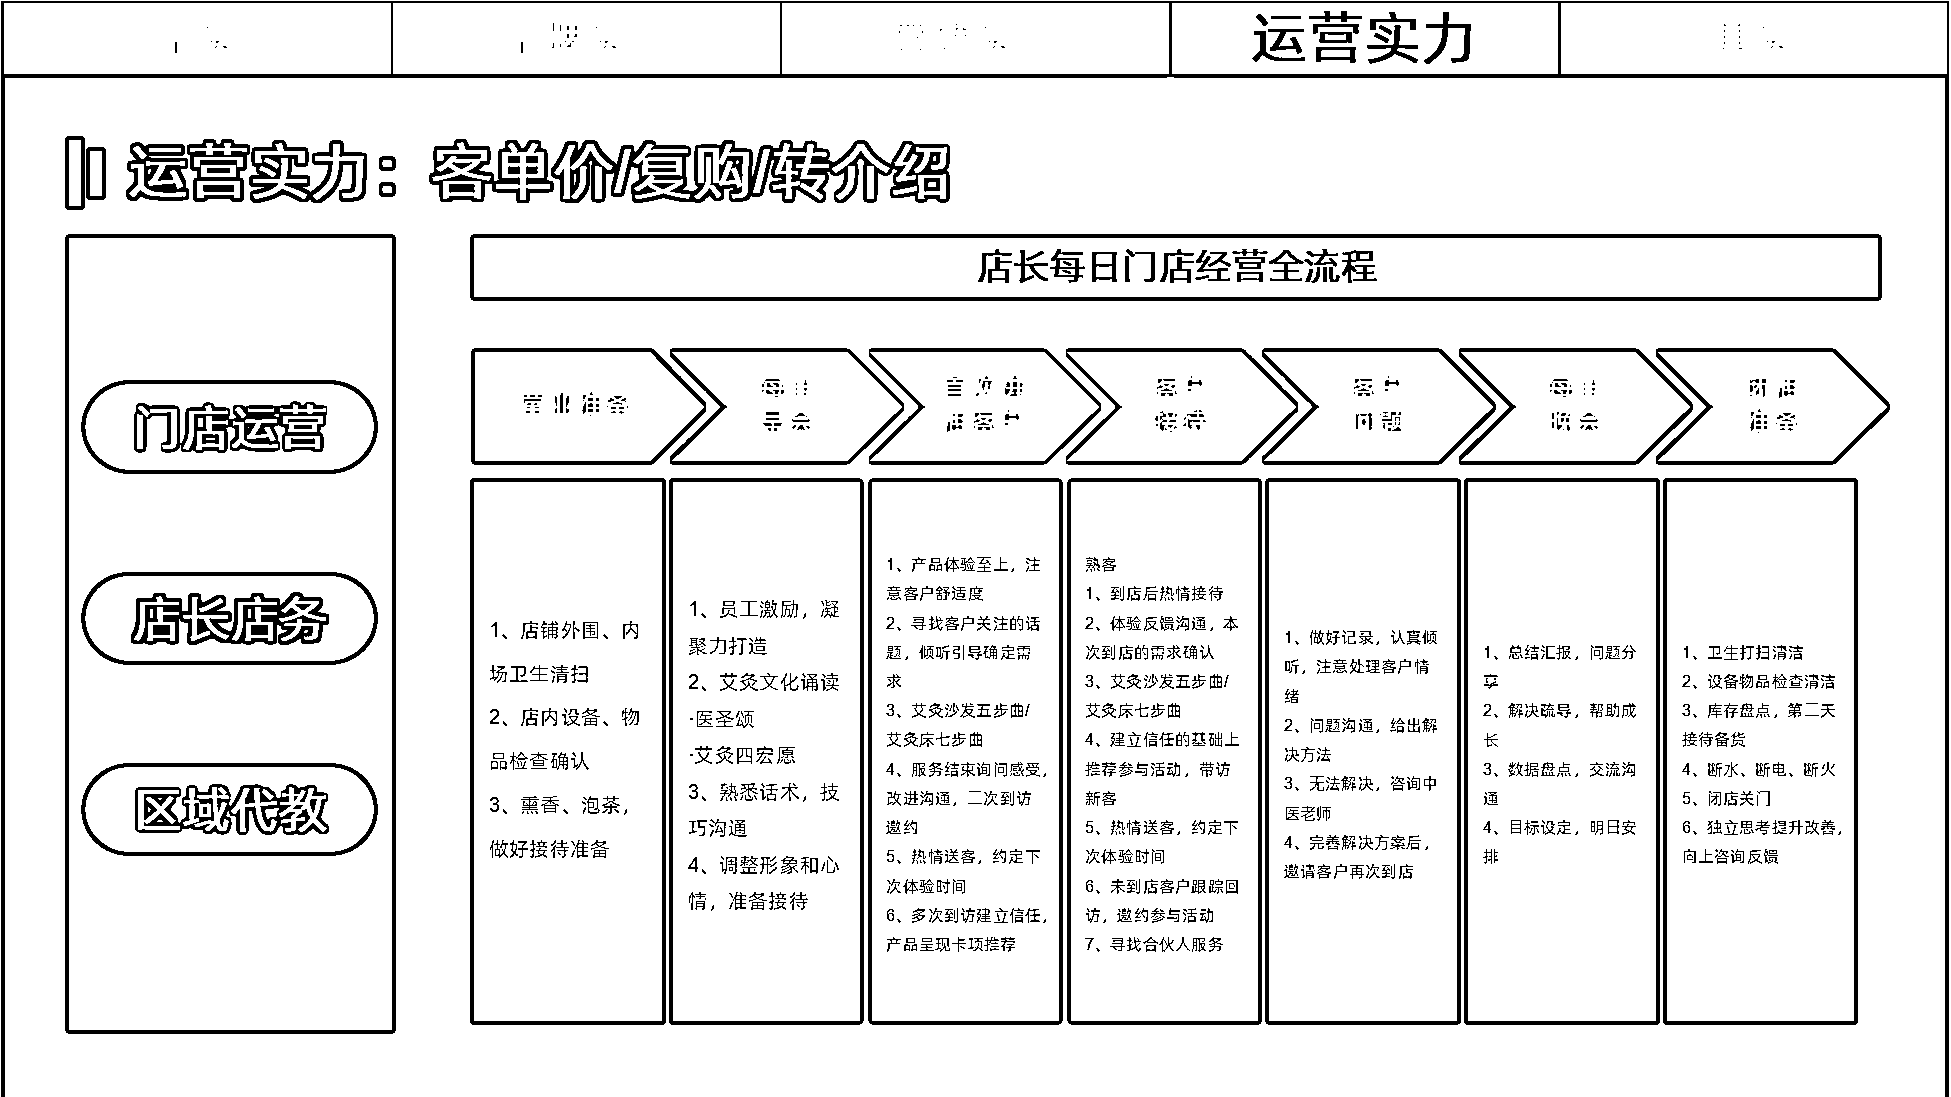 运营实力
运营实力：客单价/复购/转介绍
门店运营
店长店务
区域代教
店长每日门店经营全流程
营业准备
每日
早会
首次进
店客户
客户
接待
客户
问题
每日
晚会
闭店
准备
1、店铺外围、内
场卫生清扫
2、店内设备、物
品检查确认
3、熏香、泡茶，
做好接待准备
1、员工激励，凝
聚力打造
2、艾灸文化诵读
·医圣颂
·艾灸四宏愿
3、熟悉话术，技
巧沟通
4、调整形象和心
情，准备接待
1、产品体验至上，注
意客户舒适度
2、寻找客户关注的话
题，倾听引导确定需
求
3、艾灸沙发五步曲/
艾灸床七步曲
4、服务结束询问感受，
改进沟通，二次到访
邀约
5、热情送客，约定下
次体验时间
6、多次到访建立信任，
产品呈现卡项推荐
熟客
1、到店后热情接待
2、体验反馈沟通，本
次到店的需求确认
3、艾灸沙发五步曲/
艾灸床七步曲
4、建立信任的基础上
推荐参与活动，带访
新客
5、热情送客，约定下
次体验时间
6、未到店客户跟踪回
访，邀约参与活动
7、寻找合伙人服务
1、做好记录，认真倾
听，注意处理客户情
绪
2、问题沟通，给出解
决方法
3、无法解决，咨询中
医老师
4、完善解决方案后，
邀请客户再次到店
1、总结汇报，问题分
享
2、解决疏导，帮助成
长
3、数据盘点，交流沟
通
4、目标设定，明日安
排
1、卫生打扫清洁
2、设备物品检查清洁
3、库存盘点，第二天
接待备货
4、断水、断电、断火
5、闭店关门
6、独立思考提升改善，
向上咨询反馈